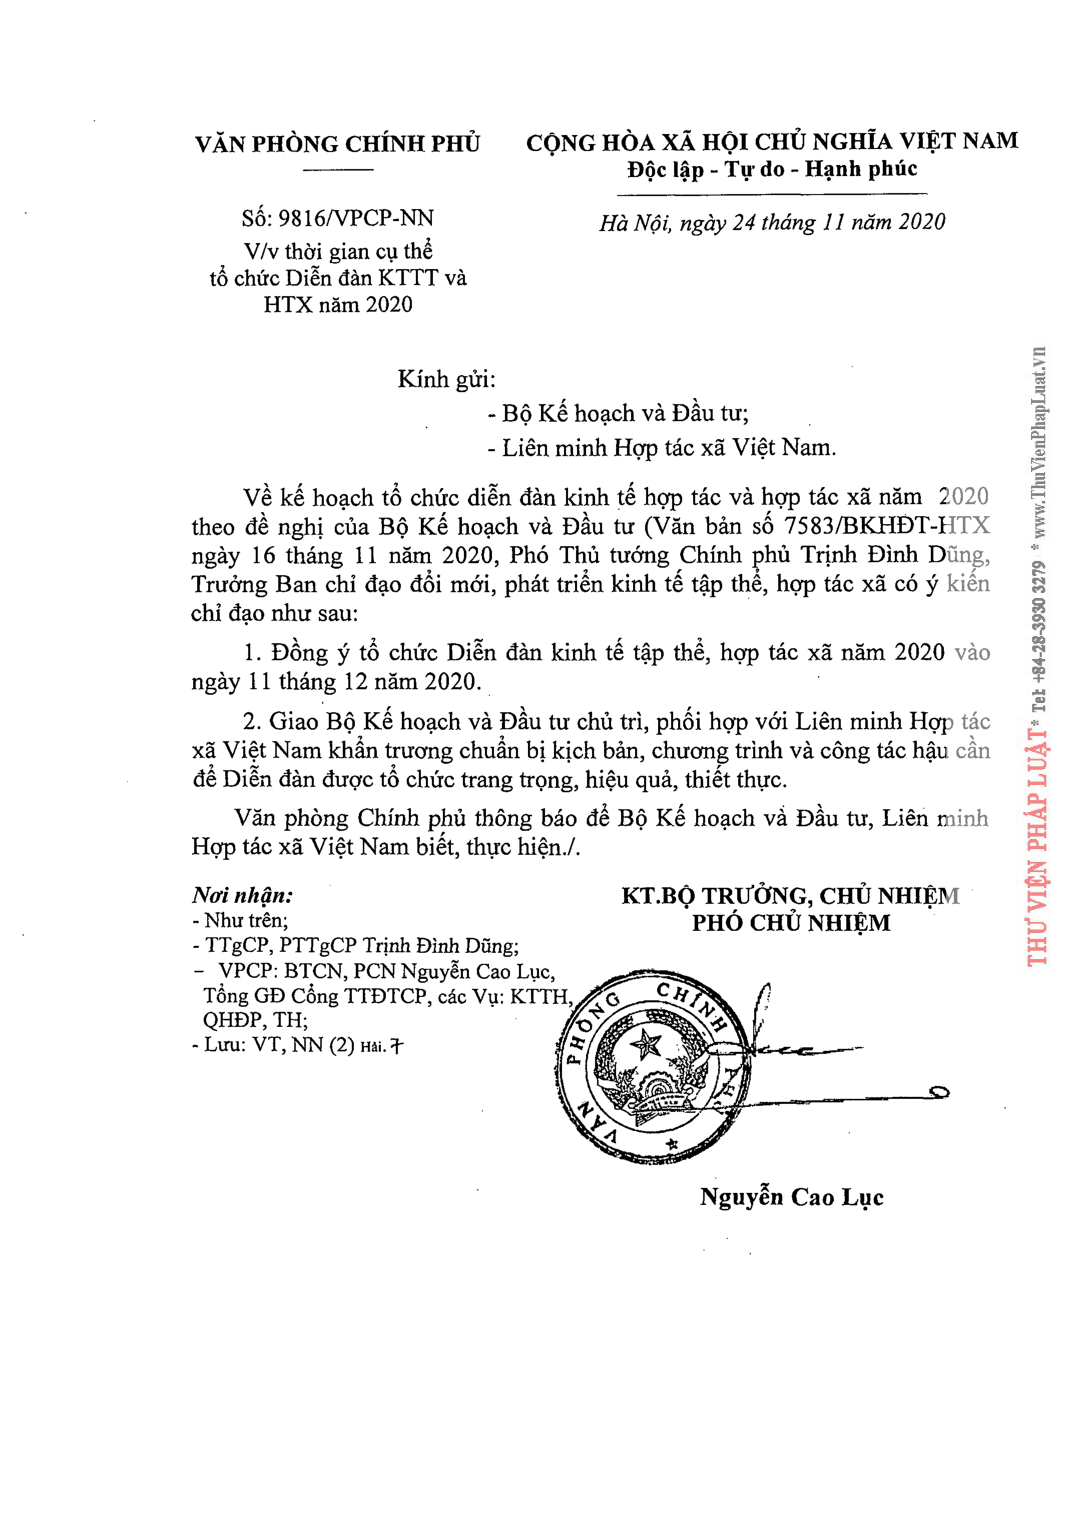 VĂN PHÒNG CHÍNH PHỦ
CỘNG HÒA XÃ HỘI CHỦ NGHĨA VIỆT NAM
Độc lập - Tự do - Hạnh phúc
Số: 9816/VPCP-NN
Hà Nội, ngày 24 tháng 11 năm 2020
V/v thời gian cụ thể
tổ chức Diễn đàn KTTT và
HTX năm 2020
Kính gửi:
- Bộ Kế hoạch và Đầu tư;
- Liên minh Hợp tác xã Việt Nam.
Về kế hoạch tổ chức diễn đàn kinh tế hợp tác và hợp tác xã năm 2020
theo đề nghị của Bộ Kế hoạch và Đầu tư (Văn bản số 7583/BKHĐT-HTX
ngày 16 tháng 11 năm 2020, Phó Thủ tướng Chính phủ Trịnh Đình Dũng,
Trưởng Ban chỉ đạo đổi mới, phát triển kinh tế tập thể, hợp tác xã có ý kiến
chỉ đạo như sau:
1. Đồng ý tổ chức Diễn đàn kinh tế tập thể, hợp tác xã năm 2020 vào
ngày 11 tháng 12 năm 2020.
2. Giao Bộ Kế hoạch và Đầu tư chủ trì, phối hợp với Liên minh Hợp tác
xã Việt Nam khẩn trương chuẩn bị kịch bản, chương trình và công tác hậu cần
để Diễn đàn được tổ chức trang trọng, hiệu quả, thiết thực.
Văn phòng Chính phủ thông báo để Bộ Kế hoạch và Đầu tư, Liên minh
Hợp tác xã Việt Nam biết, thực hiện./.
Nơi nhận:
- Như trên;
- TTgCP, PTTgCP Trịnh Đình Dũng;
– VPCP: BTCN, PCN Nguyễn Cao Lục,
Tổng GĐ Cổng TTĐTCP, các Vụ: KTTH,
QHĐP, TH;
- Lưu: VT, NN (2) Hải.
KT.BỘ TRƯỞNG, CHỦ NHIỆM
PHÓ CHỦ NHIỆM
VĂN PHÒNG CHÍNH PHỦ
Nguyễn Cao Lục
THƯ VIỆN PHÁP LUẬT * Tel: +84-28-3930 3279 * www.ThuVienPhapLuat.vn